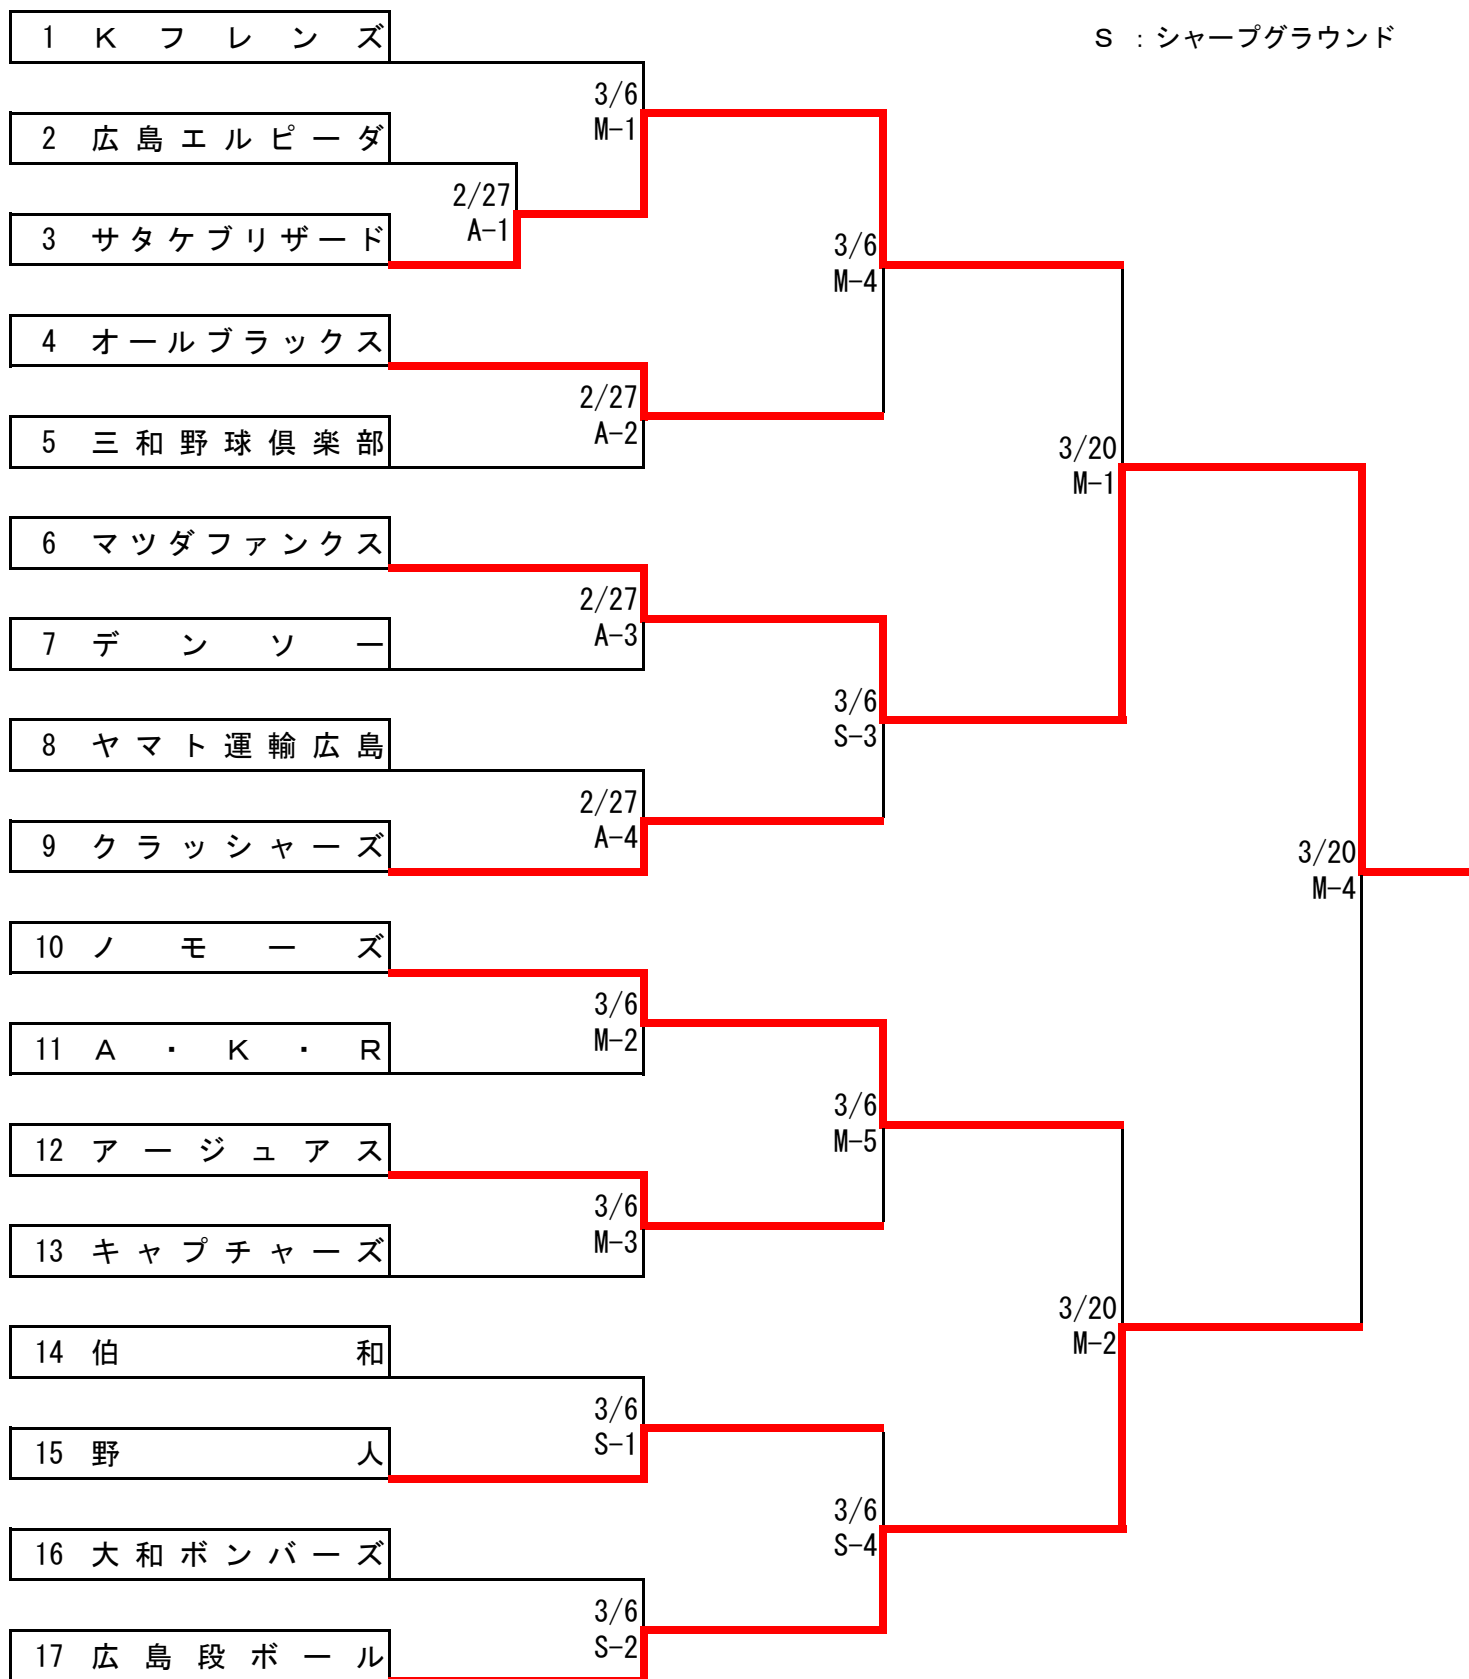 1 Ｋフレンズ
S ：シャープグラウンド
3/6
M-1
2 広島エルピーダ
2/27
A-1
3 サタケブリザード
3/6
M-4
4 オールブラックス
2/27
A-2
5 三和野球倶楽部
3/20
M-1
6 マツダファンクス
2/27
A-3
7 デンソー
3/6
S-3
8 ヤマト運輸広島
2/27
A-4
9 クラッシャーズ
3/20
M-4
10 ノモーズ
3/6
M-2
11 Ａ・Ｋ・Ｒ
3/6
M-5
12 アージュアス
3/6
M-3
13 キャプチャーズ
3/20
M-2
14 伯和
3/6
S-1
15 野人
3/6
S-4
16 大和ボンバーズ
3/6
S-2
17 広島段ボール